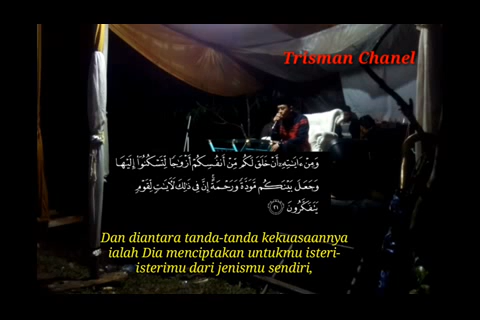 Trisman Chanel
وَمِنْ ءَايَٰتِهِۦٓ أَنْ خَلَقَ لَكُم مِّنْ أَنفُسِكُمْ أَزْوَٰجًا لِّتَسْكُنُوٓا۟ إِلَيْهَا
وَجَعَلَ بَيْنَكُم مَّوَدَّةً وَرَحْمَةً ۚ إِنَّ فِى ذَٰلِكَ لَءَايَٰتٍ لِّقَوْمٍ
يَتَفَكَّرُونَ ﴿٢١﴾
Dan diantara tanda-tanda kekuasaannya
ialah Dia menciptakan untukmu isteri-
isterimu dari jenismu sendiri,